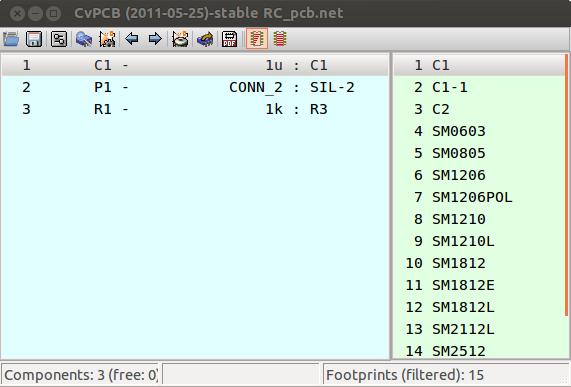 CvPCB (2011-05-25)-stable RC_pcb.net
PDF
1 C1 - 1u : C1
2 P1 - CONN_2 : SIL-2
3 R1 - 1k : R3
1 C1
2 C1-1
3 C2
4 SM0603
5 SM0805
6 SM1206
7 SM1206POL
8 SM1210
9 SM1210L
10 SM1812
11 SM1812E
12 SM1812L
13 SM2112L
14 SM2512
Components: 3 (free: 0)
Footprints (filtered): 15